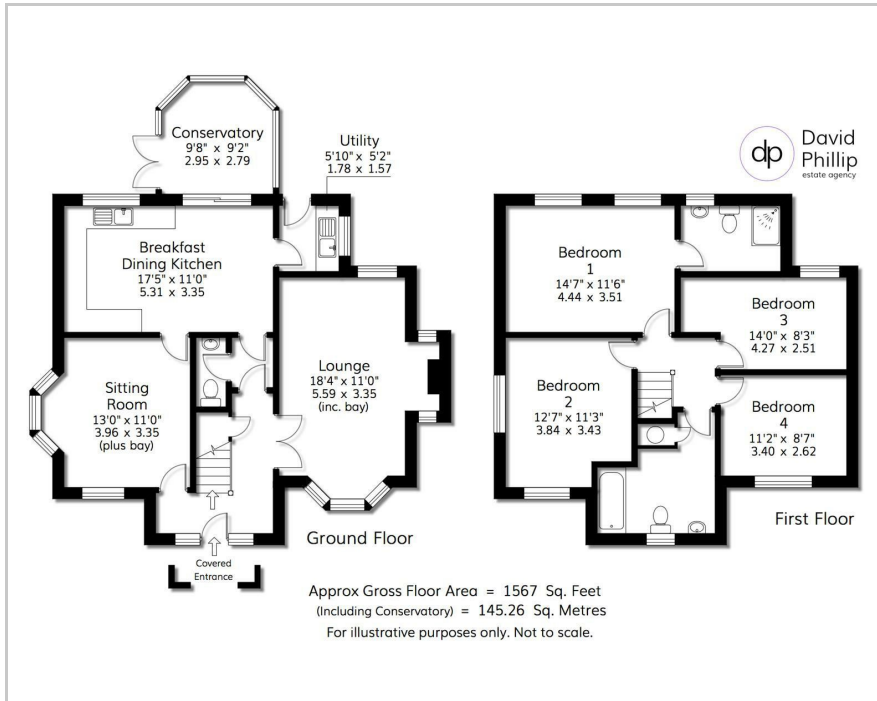 Conservatory
9'8" x 9'2"
2.95 x 2.79
Utility
5'10" x 5'2"
1.78 x 1.57
dp
David
Phillip
estate agency
Breakfast
Dining Kitchen
17'5" x 11'0"
5.31 x 3.35
Bedroom
1
14'7" x 11'6"
4.44 x 3.51
Bedroom
3
14'0" x 8'3"
4.27 x 2.51
Sitting
Room
13'0" x 11'0"
3.96 x 3.35
(plus bay)
Lounge
18'4" x 11'0"
5.59 x 3.35
(inc. bay)
Bedroom
2
12'7" x 11'3"
3.84 x 3.43
Bedroom
4
11'2" x 8'7"
3.40 x 2.62
Covered
Entrance
Ground Floor
First Floor
Approx Gross Floor Area = 1567 Sq. Feet
(Including Conservatory) = 145.26 Sq. Metres
For illustrative purposes only. Not to scale.